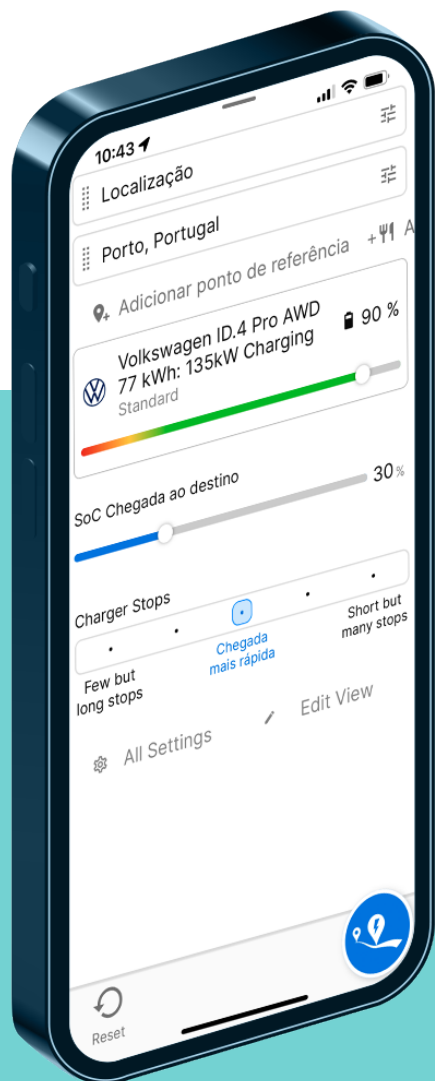 10:43
Localização
Porto, Portugal
Adicionar ponto de referência + A
Volkswagen ID.4 Pro AWD
77 kWh: 135kW Charging
Standard
90 %
SoC Chegada ao destino
30%
Charger Stops
Few but
long stops
Chegada
mais rápida
Short but
many stops
All Settings
Edit View
Reset